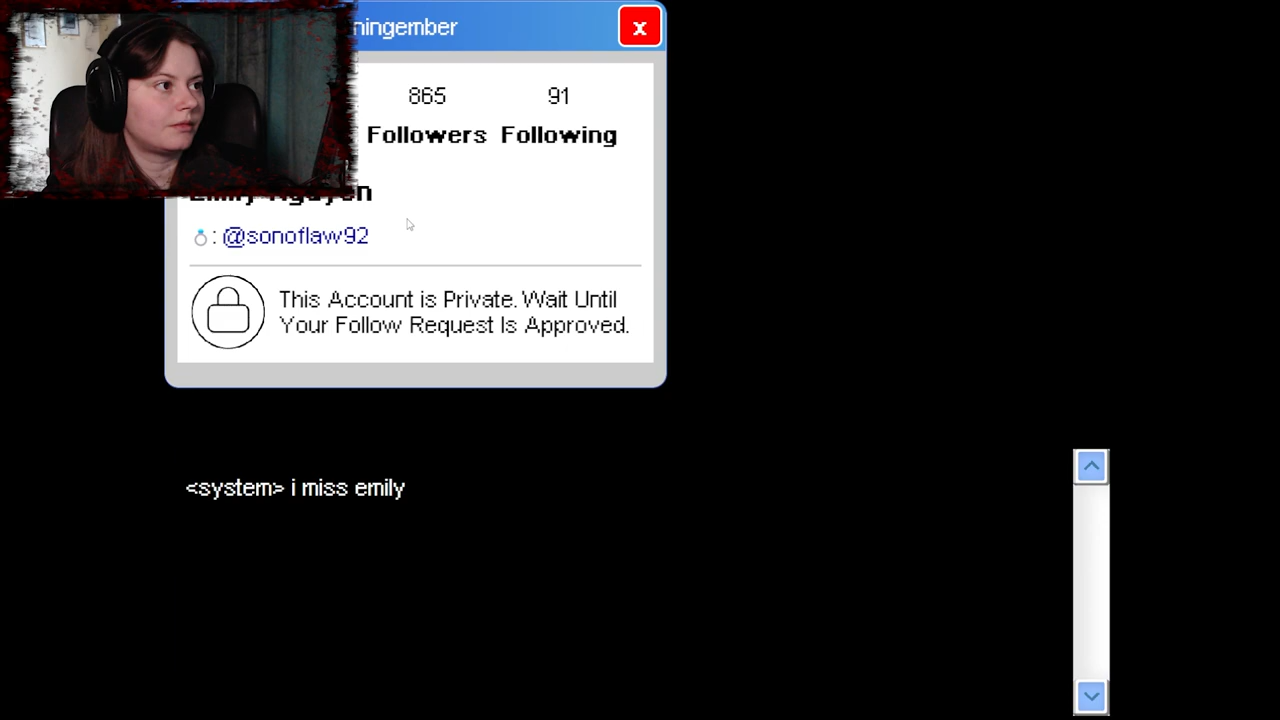 ningember
x
865 91
Followers Following
: @sonoflaw92
This Account is Private. Wait Until
Your Follow Request Is Approved.
<system> i miss emily